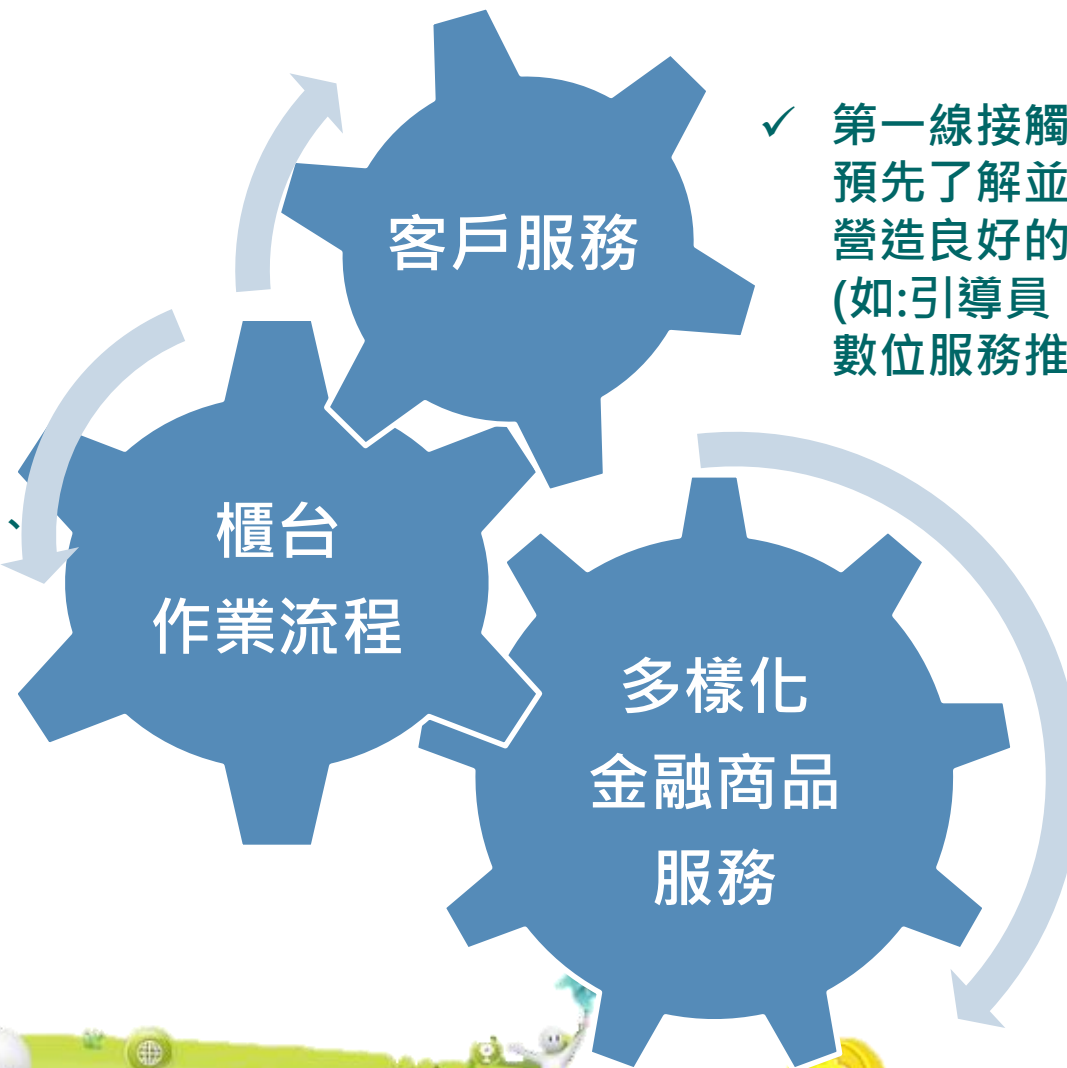 客戶服務
✓ 第一線接觸
預先了解並
營造良好的
(如:引導員
數位服務推
、
櫃台
作業流程
多樣化
金融商品
服務